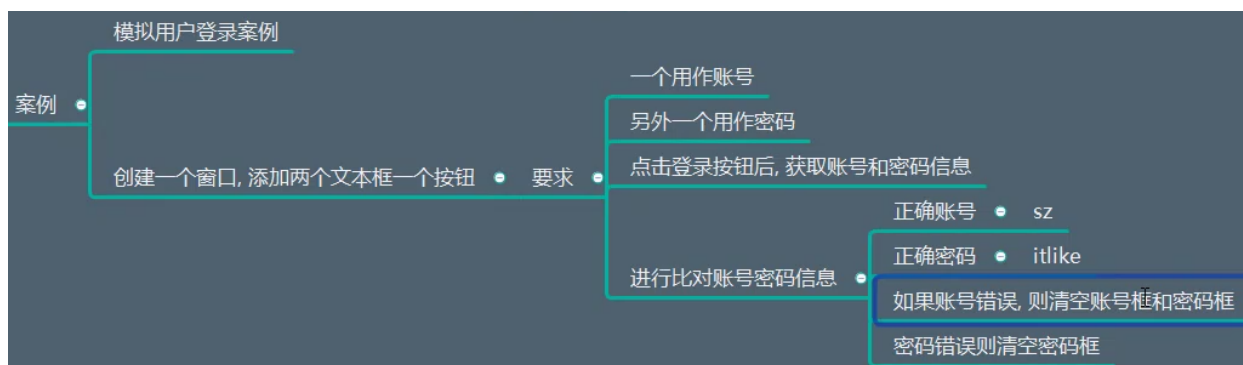 模拟用户登录案例
案例
创建一个窗口, 添加两个文本框一个按钮
要求
一个用作账号
另外一个用作密码
点击登录按钮后, 获取账号和密码信息
进行比对账号密码信息
正确账号 sz
正确密码 itlike
如果账号错误, 则清空账号框和密码框
密码错误则清空密码框